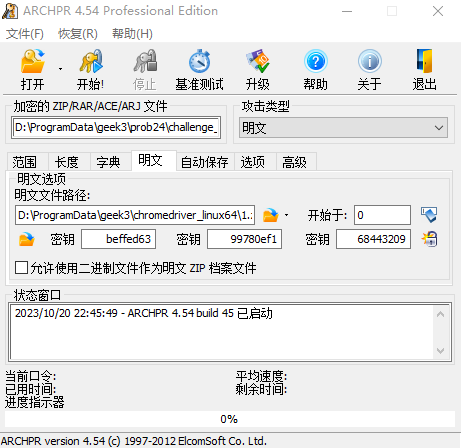 ARCHPR 4.54 Professional Edition
文件(F) 恢复(R) 帮助(H)
打开 开始! 停止 基准测试 升级 帮助 关于 退出
加密的 ZIP/RAR/ACE/ARJ 文件 攻击类型
D:\ProgramData\geek3\prob24\challenge_ 明文
范围 长度 字典 明文 自动保存 选项 高级
明文选项
明文文件路径:
D:\ProgramData\geek3\chromedriver_linux64\1. 开始于: 0
密钥 beffed63 密钥 99780ef1 密钥 68443209
允许使用二进制文件作为明文 ZIP 档案文件
状态窗口
2023/10/20 22:45:49 - ARCHPR 4.54 build 45 已启动
当前口令: 平均速度:
已用时间: 剩余时间:
进度指示器
0%
ARCHPR version 4.54 (c) 1997-2012 ElcomSoft Co. Ltd.